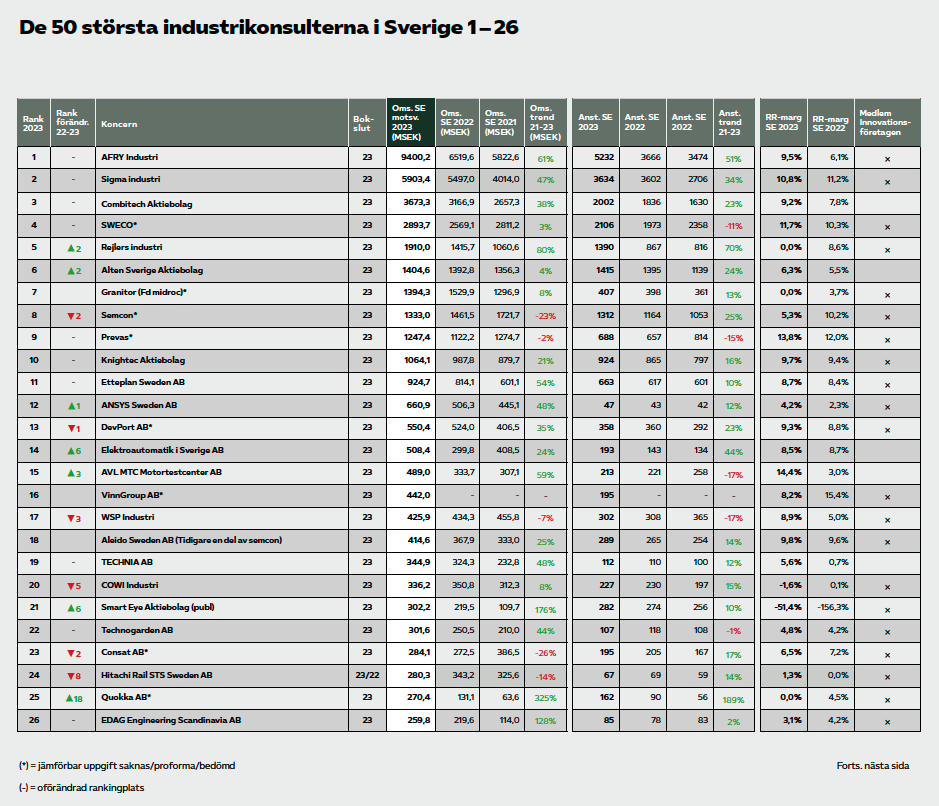 De 50 största industrikonsulterna i Sverige 1–26
Rank 2023 | Rank förändr. 22-23 | Koncern | Bok-slut | Oms. SE motsv. 2023 (MSEK) | Oms. SE 2022 (MSEK) | Oms. SE 2021 (MSEK) | Oms. trend 21-23 (MSEK) | Anst. SE 2023 | Anst. SE 2022 | Anst. SE 2022 | Anst. trend 21-23 | RR-marg SE 2023 | RR-marg SE 2022 | Medlem Innovations-företagen
1 - AFRY Industri 23 9400,2 6519,6 5822,6 61% 5232 3666 3474 51% 9,5% 6,1% ×
2 - Sigma industri 23 5903,4 5497,0 4014,0 47% 3634 3602 2706 34% 10,8% 11,2% ×
3 - Combitech Aktiebolag 23 3673,3 3166,9 2657,3 38% 2002 1836 1630 23% 9,2% 7,8%
4 - SWECO* 23 2893,7 2569,1 2811,2 3% 2106 1973 2358 -11% 11,7% 10,3% ×
5 ▲2 Rejlers industri 23 1910,0 1415,7 1060,6 80% 1390 867 816 70% 0,0% 8,6% ×
6 ▲2 Alten Sverige Aktiebolag 23 1404,6 1392,8 1356,3 4% 1415 1395 1139 24% 6,3% 5,5%
7 Granitor (Fd midroc)* 23 1394,3 1529,9 1296,9 8% 407 398 361 13% 0,0% 3,7% ×
8 ▼2 Semcon* 23 1333,0 1461,5 1721,7 -23% 1312 1164 1053 25% 5,3% 10,2% ×
9 - Prevas* 23 1247,4 1122,2 1274,7 -2% 688 657 814 -15% 13,8% 12,0% ×
10 - Knightec Aktiebolag 23 1064,1 987,8 879,7 21% 924 865 797 16% 9,7% 9,4% ×
11 - Etteplan Sweden AB 23 924,7 814,1 601,1 54% 663 617 601 10% 8,7% 8,4% ×
12 ▲1 ANSYS Sweden AB 23 660,9 506,3 445,1 48% 47 43 42 12% 4,2% 2,3% ×
13 ▼1 DevPort AB* 23 550,4 524,0 406,5 35% 358 360 292 23% 9,3% 8,8% ×
14 ▲6 Elektroautomatik i Sverige AB 23 508,4 299,8 408,5 24% 193 143 134 44% 8,5% 8,7%
15 ▲3 AVL MTC Motortestcenter AB 23 489,0 333,7 307,1 59% 213 221 258 -17% 14,4% 3,0%
16 VinnGroup AB* 23 442,0 - - - 195 - - - 8,2% 15,4% ×
17 ▼3 WSP Industri 23 425,9 434,3 455,8 -7% 302 308 365 -17% 8,9% 5,0% ×
18 Aleido Sweden AB (Tidigare en del av semcon) 23 414,6 367,9 333,0 25% 289 265 254 14% 9,8% 9,6% ×
19 - TECHNIA AB 23 344,9 324,3 232,8 48% 112 110 100 12% 5,6% 0,7%
20 ▼5 COWI Industri 23 336,2 350,8 312,3 8% 227 230 197 15% -1,6% 0,1% ×
21 ▲6 Smart Eye Aktiebolag (publ) 23 302,2 219,5 109,7 176% 282 274 256 10% -51,4% -156,3% ×
22 - Technogarden AB 23 301,6 250,5 210,0 44% 107 118 108 -1% 4,8% 4,2% ×
23 ▼2 Consat AB* 23 284,1 272,5 386,5 -26% 195 205 167 17% 6,5% 7,2% ×
24 ▼8 Hitachi Rail STS Sweden AB 23/22 280,3 343,2 325,6 -14% 67 69 59 14% 1,3% 0,0% ×
25 ▲18 Quokka AB* 23 270,4 131,1 63,6 325% 162 90 56 189% 0,0% 4,5% ×
26 - EDAG Engineering Scandinavia AB 23 259,8 219,6 114,0 128% 85 78 83 2% 3,1% 4,2% ×
(*) = jämförbar uppgift saknas/proforma/bedömd
Forts. nästa sida
(-) = oförändrad rankingplats